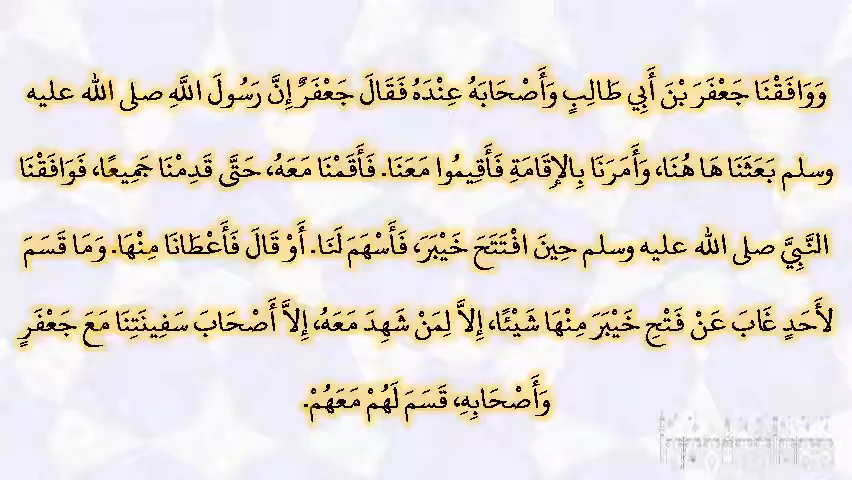 وَوَافَقْنَا جَعْفَرَ بْنَ أَبِي طَالِبٍ وَأَصْحَابَهُ عِنْدَهُ فَقَالَ جَعْفَرٌ إِنَّ رَسُولَ اللَّهِ صلى الله عليه
وسلم بَعَثَنَا هَا هُنَا، وَأَمَرَنَا بِالإِقَامَةِ فَأَقِيمُوا مَعَنَا. فَأَقَمْنَا مَعَهُ، حَتَّى قَدِمْنَا جَمِيعًا، فَوَافَقْنَا
النَّبِيَّ صلى الله عليه وسلم حِينَ افْتَتَحَ خَيْبَرَ، فَأَسْهَمَ لَنَا. أَوْ قَالَ فَأَعْطَانَا مِنْهَا. وَمَا قَسَمَ
لأَحَدٍ غَابَ عَنْ فَتْحِ خَيْبَرَ مِنْهَا شَيْئًا، إِلاَّ لِمَنْ شَهِدَ مَعَهُ، إِلاَّ أَصْحَابَ سَفِينَتِنَا مَعَ جَعْفَرٍ
وَأَصْحَابِهِ، قَسَمَ لَهُمْ مَعَهُمْ.